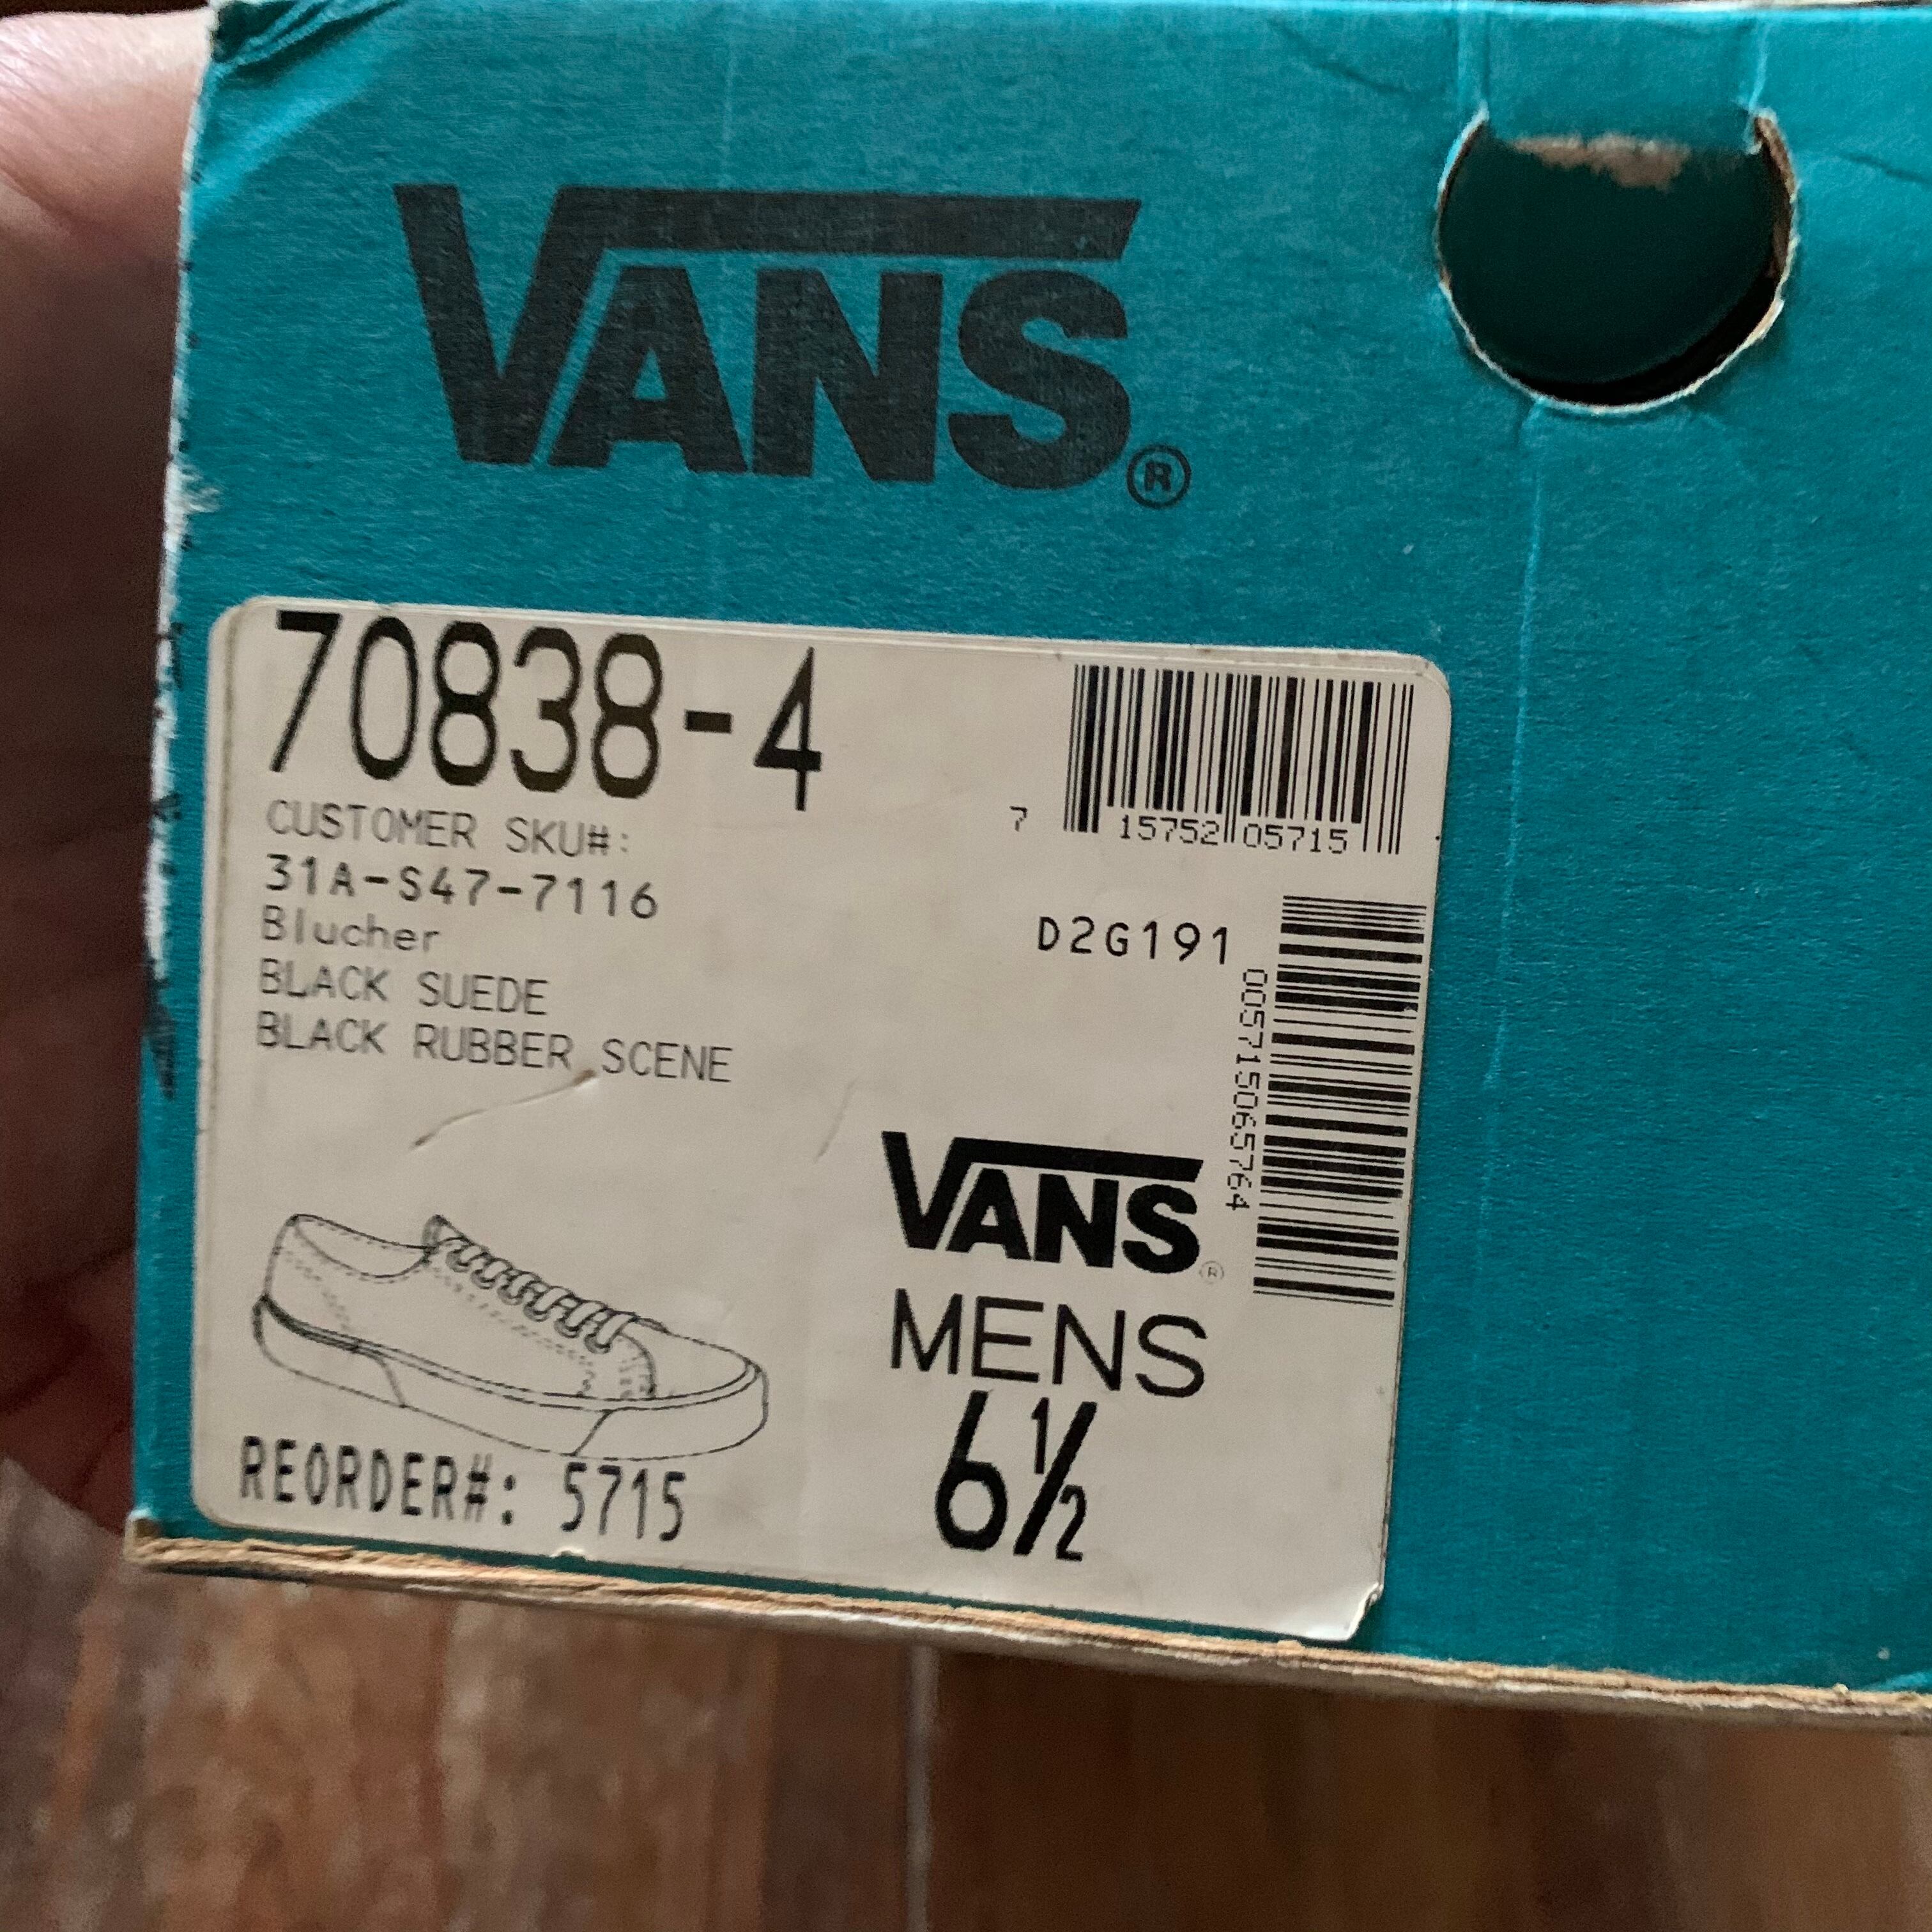 VANS®
70838-4
7 15752 05715
CUSTOMER SKU#:
31A-S47-7116
Blucher
D2G191
BLACK SUEDE
BLACK RUBBER SCENE
005715065764
VANS®
MENS
6½
REORDER#: 5715